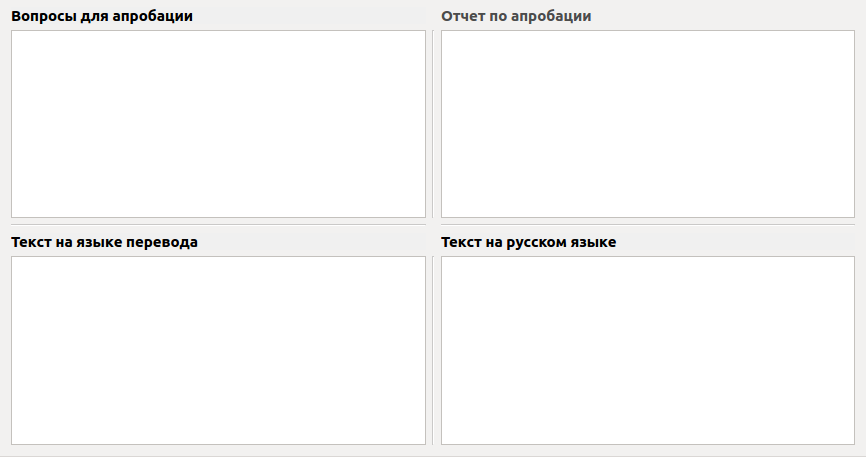 Вопросы для апробации
Отчет по апробации
Текст на языке перевода
Текст на русском языке